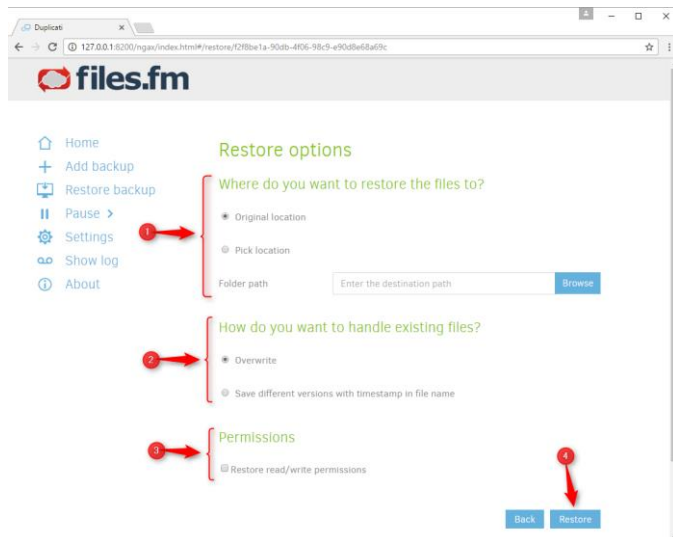 Duplicati
127.0.0.1:8200/ngax/index.html#/restore/f2f8be1a-90db-4f06-98c9-e90d8e68a69c
files.fm
Home
Add backup
Restore backup
Pause >
Settings
Show log
About
Restore options
Where do you want to restore the files to?
1
Original location
Pick location
Folder path Enter the destination path Browse
How do you want to handle existing files?
2
Overwrite
Save different versions with timestamp in file name
Permissions
3
Restore read/write permissions
4
Back Restore